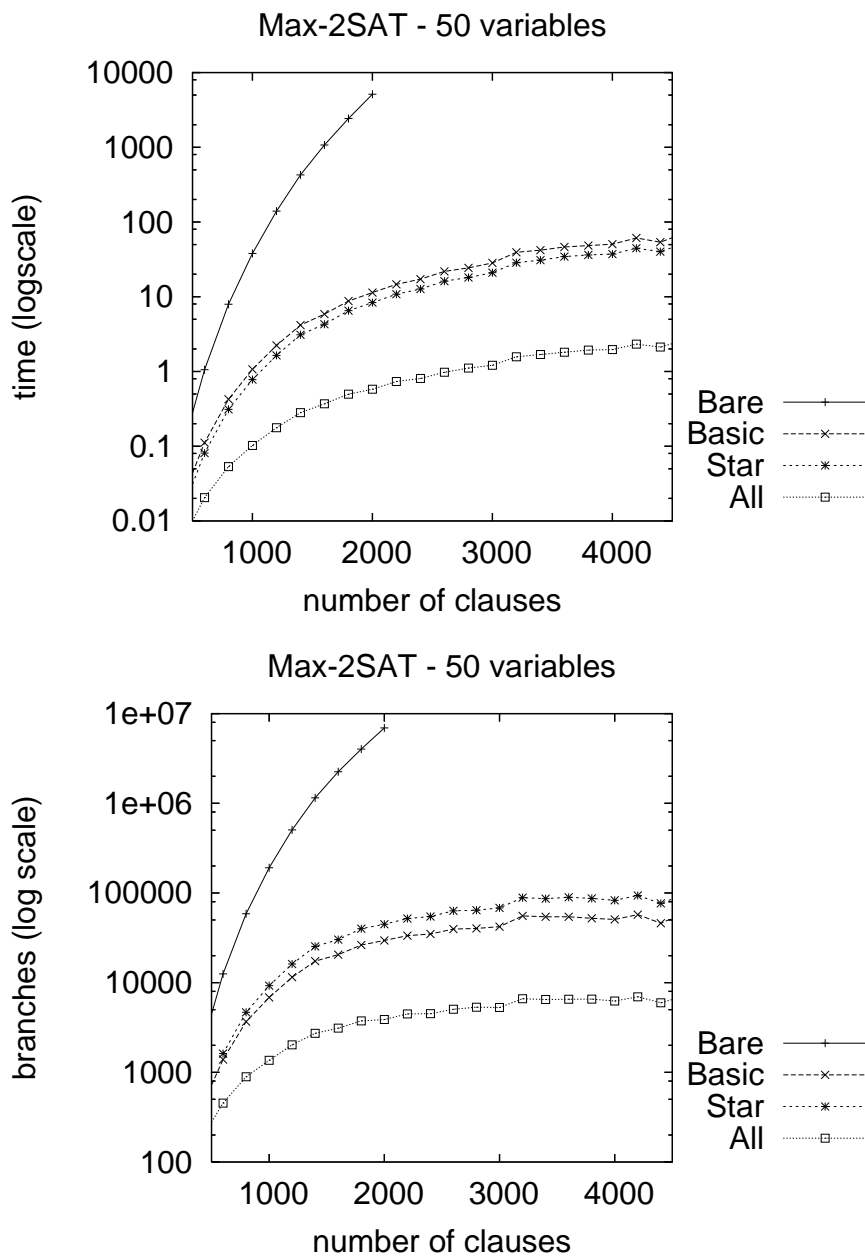 Max-2SAT - 50 variables
10000
1000
100
10
1
0.1
0.01
time (logscale)
1000 2000 3000 4000
number of clauses
Bare
Basic
Star
All
Max-2SAT - 50 variables
1e+07
1e+06
100000
10000
1000
100
branches (log scale)
1000 2000 3000 4000
number of clauses
Bare
Basic
Star
All